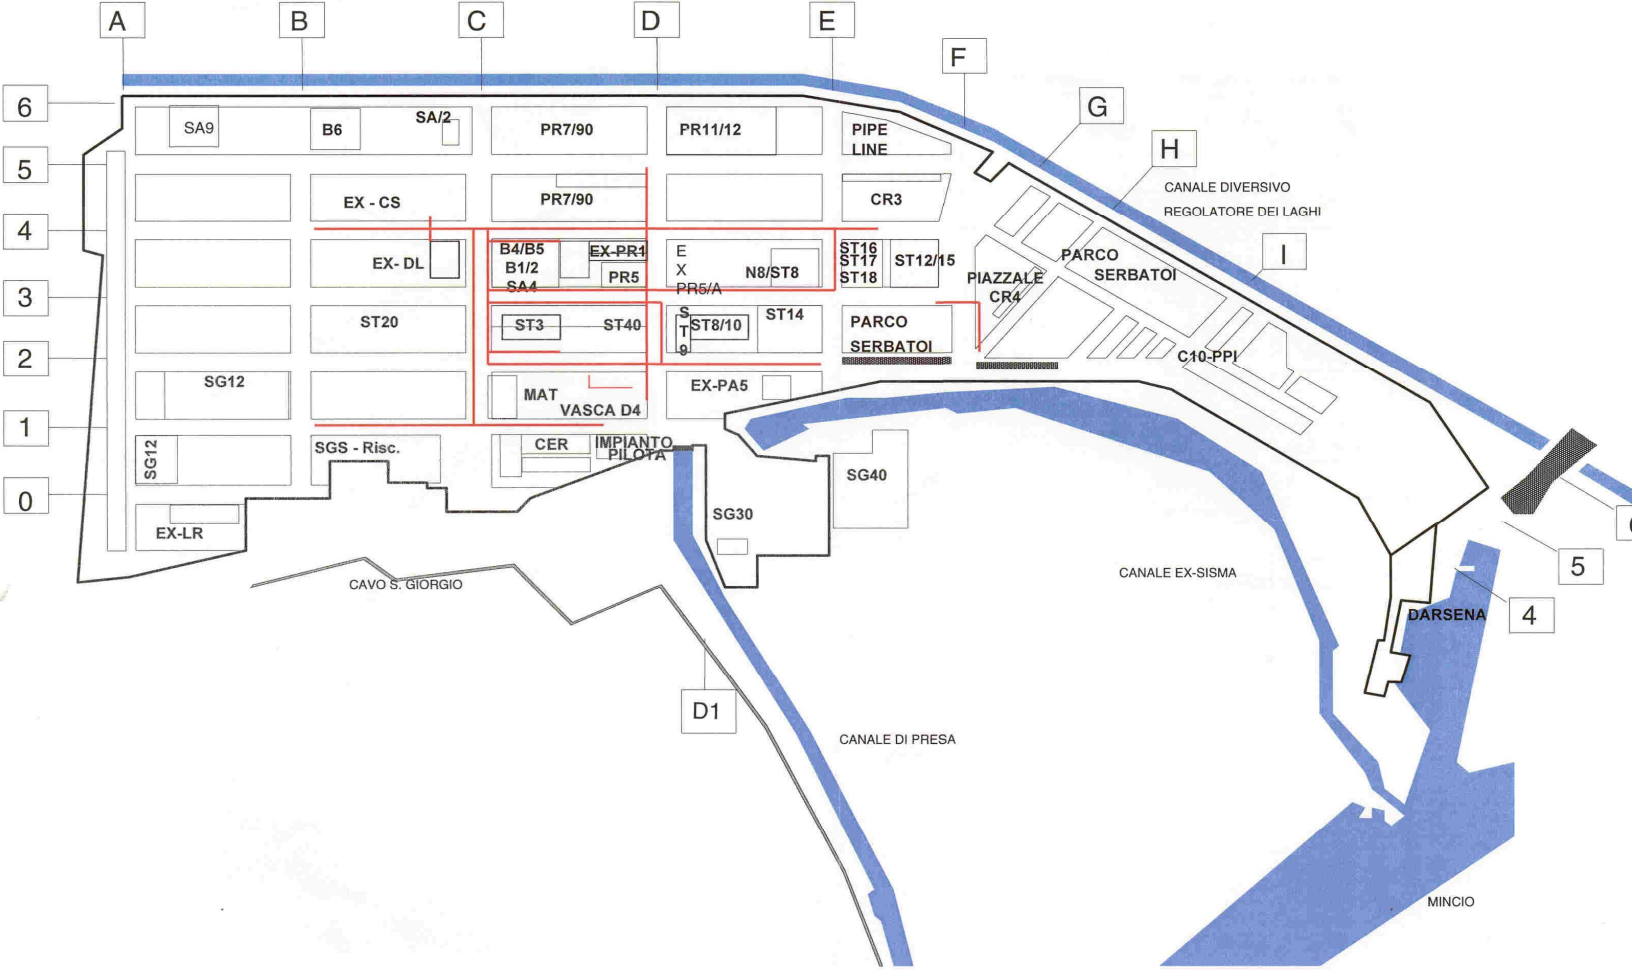 A
B
C
D
E
F
G
H
I
6
5
4
3
2
1
0
SA9
B6
SA/2
PR7/90
PR11/12
PIPE
LINE
CANALE DIVERSIVO
REGOLATORE DEI LAGHI
EX - CS
PR7/90
CR3
EX- DL
B4/B5
B1/2
SA4
EX-PR1
PR5
E
X
PR5/A
N8/ST8
ST16
ST17
ST18
ST12/15
PIAZZALE
CR4
PARCO
SERBATOI
ST20
ST3
ST40
S
T
9
ST8/10
ST14
PARCO
SERBATOI
C10-PPI
SG12
MAT
VASCA D4
EX-PA5
SG12
SGS - Risc.
CER
IMPIANTO
PILOTA
SG40
EX-LR
SG30
5
4
CAVO S. GIORGIO
CANALE EX-SISMA
DARSENA
D1
CANALE DI PRESA
MINCIO